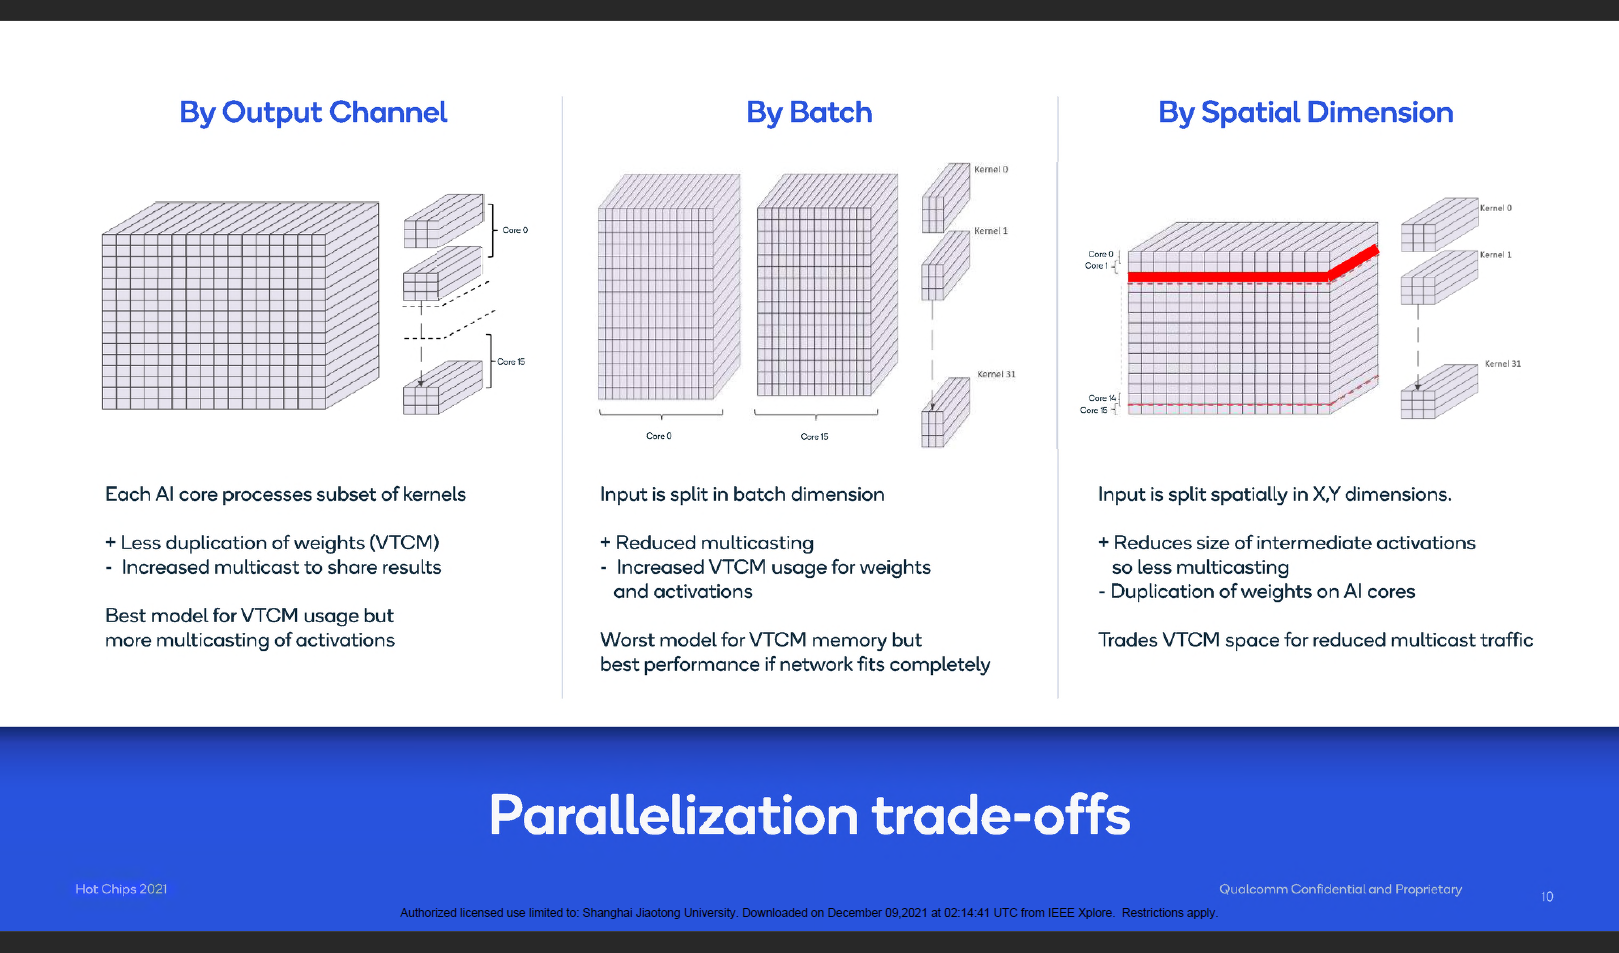 By Output Channel
Core 0
Core 15
Each AI core processes subset of kernels
+ Less duplication of weights (VTCM)
- Increased multicast to share results
Best model for VTCM usage but
more multicasting of activations
By Batch
Kernel 0
Kernel 1
Kernel 31
Core 0
Core 15
Input is split in batch dimension
+ Reduced multicasting
- Increased VTCM usage for weights
and activations
Worst model for VTCM memory but
best performance if network fits completely
By Spatial Dimension
Kernel 0
Core 0
Kernel 1
Core 1
Kernel 31
Core 14
Core 15
Input is split spatially in X,Y dimensions.
+ Reduces size of intermediate activations
so less multicasting
- Duplication of weights on AI cores
Trades VTCM space for reduced multicast traffic
Parallelization trade-offs
Hot Chips 2021
Qualcomm Confidential and Proprietary
10
Authorized licensed use limited to: Shanghai Jiaotong University. Downloaded on December 09,2021 at 02:14:41 UTC from IEEE Xplore. Restrictions apply.